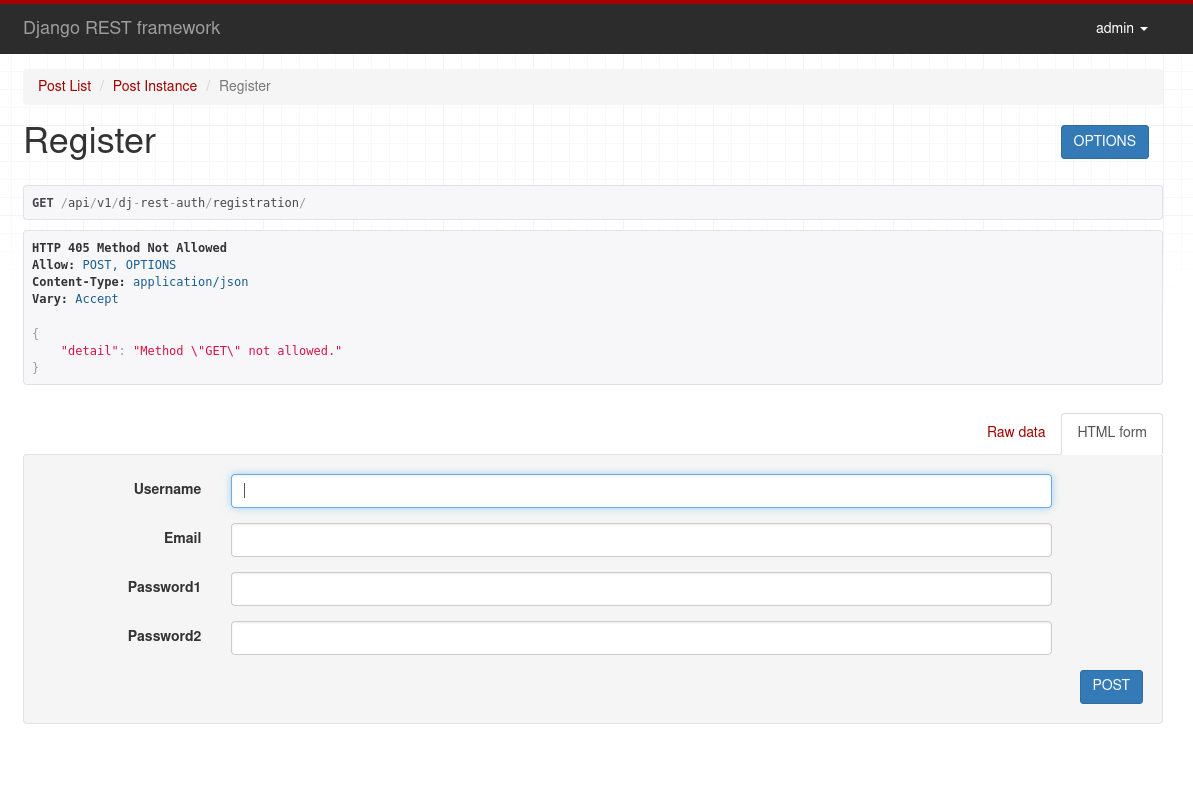 Django REST framework
admin
Post List / Post Instance / Register
Register
OPTIONS
GET /api/v1/dj-rest-auth/registration/
HTTP 405 Method Not Allowed
Allow: POST, OPTIONS
Content-Type: application/json
Vary: Accept
{
"detail": "Method \"GET\" not allowed."
}
Raw data
HTML form
Username
Email
Password1
Password2
POST